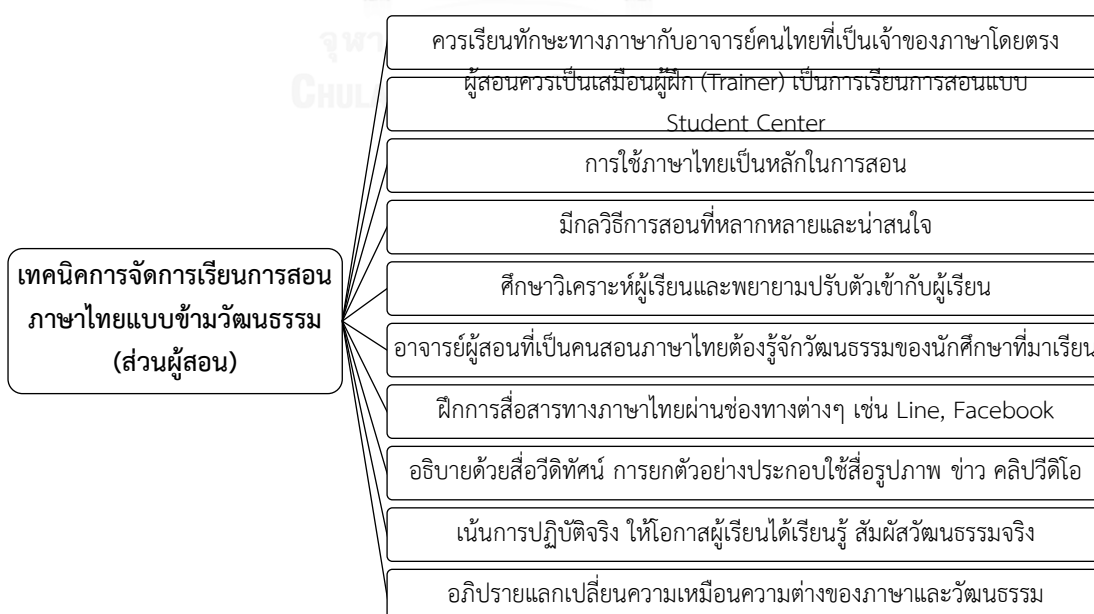 ควรเรียนทักษะทางภาษากับอาจารย์คนไทยที่เป็นเจ้าของภาษาโดยตรง
ผู้สอนควรเป็นเสมือนผู้ฝึก (Trainer) เป็นการเรียนการสอนแบบ
Student Center
การใช้ภาษาไทยเป็นหลักในการสอน
มีกลวิธีการสอนที่หลากหลายและน่าสนใจ
เทคนิคการจัดการเรียนการสอน
ภาษาไทยแบบข้ามวัฒนธรรม
(ส่วนผู้สอน)
ศึกษาวิเคราะห์ผู้เรียนและพยายามปรับตัวเข้ากับผู้เรียน
อาจารย์ผู้สอนที่เป็นคนสอนภาษาไทยต้องรู้จักวัฒนธรรมของนักศึกษาที่มาเรียน
ฝึกการสื่อสารทางภาษาไทยผ่านช่องทางต่างๆ เช่น Line, Facebook
อธิบายด้วยสื่อวีดิทัศน์ การยกตัวอย่างประกอบใช้สื่อรูปภาพ ข่าว คลิปวีดิโอ
เน้นการปฏิบัติจริง ให้โอกาสผู้เรียนได้เรียนรู้ สัมผัสวัฒนธรรมจริง
อภิปรายแลกเปลี่ยนความเหมือนความต่างของภาษาและวัฒนธรรม